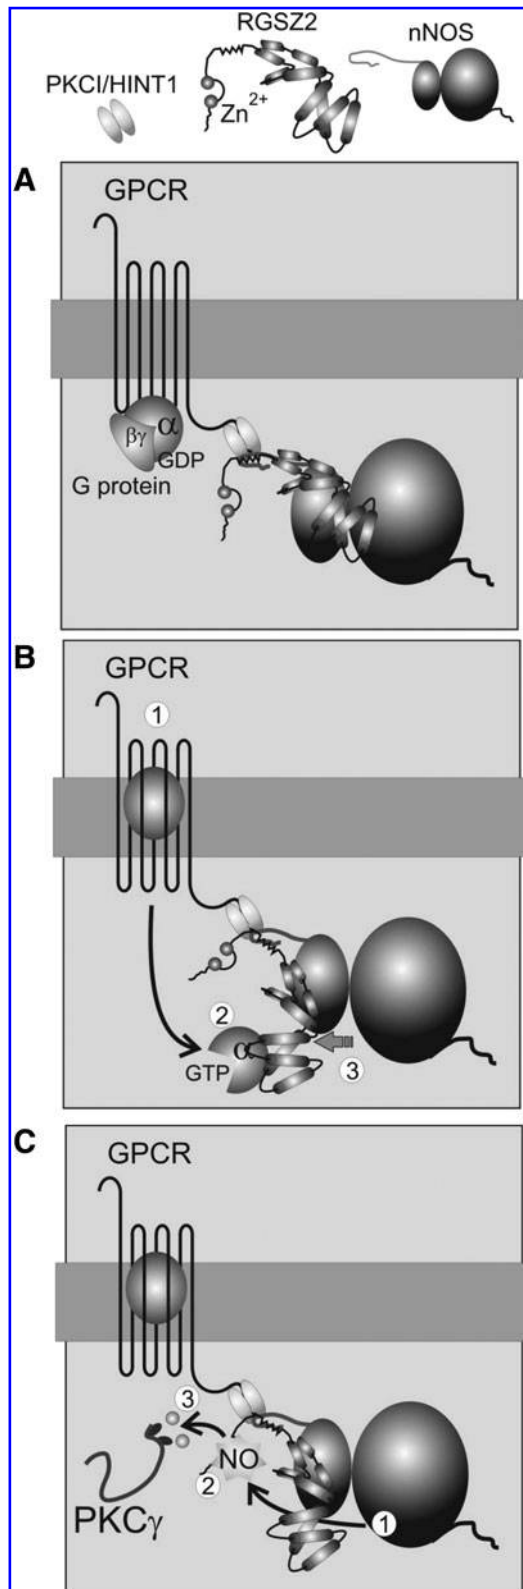 RGSZ2
nNOS
PKCI/HINT1
Zn2+
A
GPCR
βγ
α
GDP
G protein
B
GPCR
1
2
α
GTP
3
C
GPCR
3
NO
2
PKCγ
1